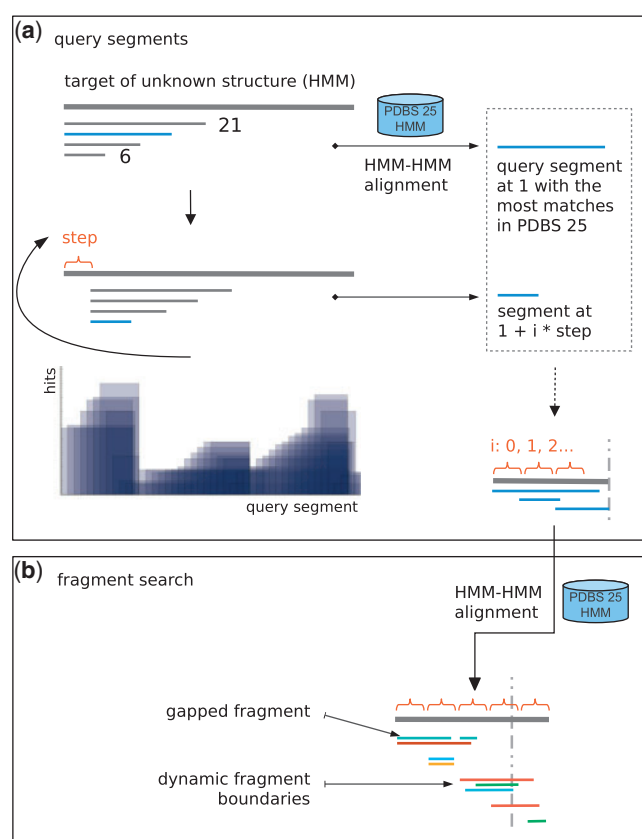 (a) query segments
target of unknown structure (HMM)
21
6
PDBS 25
HMM
HMM-HMM
alignment
query segment
at 1 with the
most matches
in PDBS 25
step
segment at
1 + i * step
hits
query segment
i: 0, 1, 2...
(b) fragment search
HMM-HMM
alignment
PDBS 25
HMM
gapped fragment
dynamic fragment
boundaries